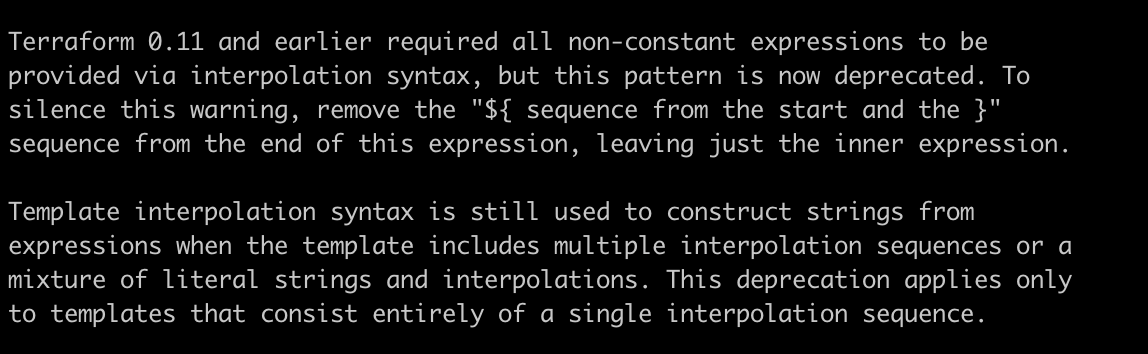 Terraform 0.11 and earlier required all non-constant expressions to be
provided via interpolation syntax, but this pattern is now deprecated. To
silence this warning, remove the "${ sequence from the start and the }"
sequence from the end of this expression, leaving just the inner expression.

Template interpolation syntax is still used to construct strings from
expressions when the template includes multiple interpolation sequences or a
mixture of literal strings and interpolations. This deprecation applies only
to templates that consist entirely of a single interpolation sequence.